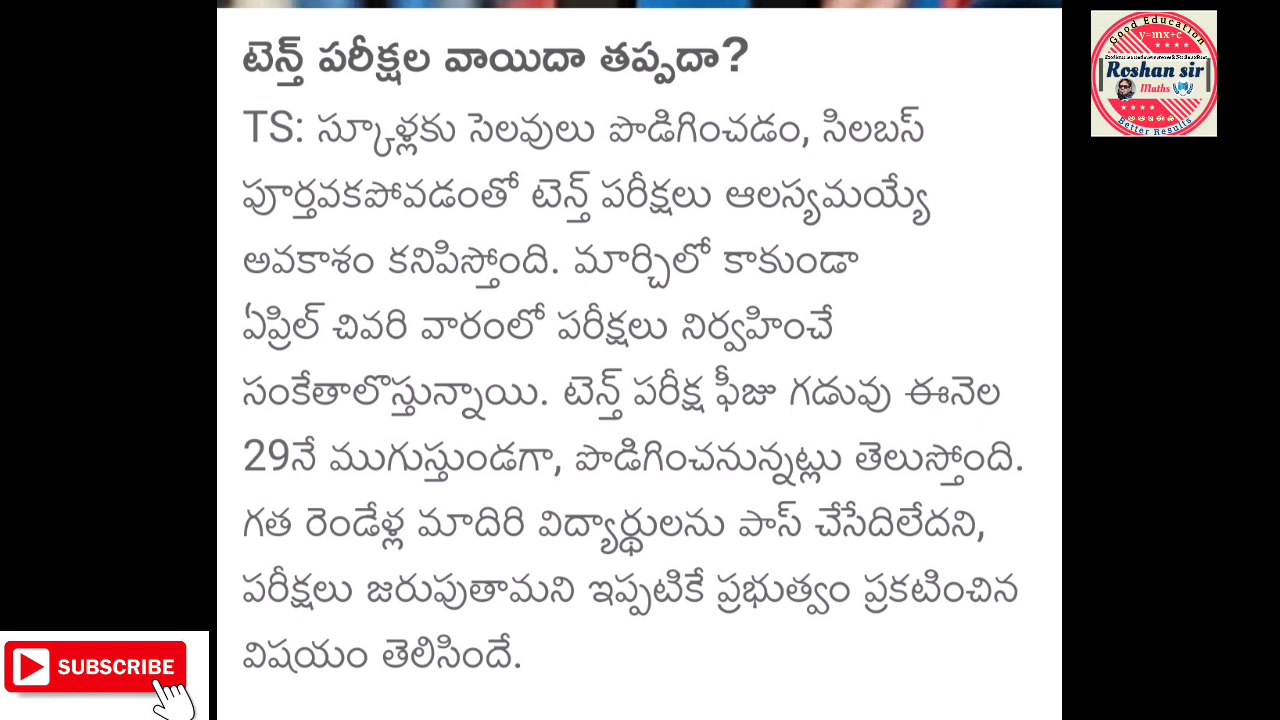 టెన్త్ పరీక్షల వాయిదా తప్పదా?
TS: స్కూళ్లకు సెలవులు పొడిగించడం, సిలబస్
పూర్తవకపోవడంతో టెన్త్ పరీక్షలు ఆలస్యమయ్యే
అవకాశం కనిపిస్తోంది. మార్చిలో కాకుండా
ఏప్రిల్ చివరి వారంలో పరీక్షలు నిర్వహించే
సంకేతాలొస్తున్నాయి. టెన్త్ పరీక్ష ఫీజు గడువు ఈనెల
29నే ముగుస్తుండగా, పొడిగించనున్నట్లు తెలుస్తోంది.
గత రెండేళ్ల మాదిరి విద్యార్థులను పాస్ చేసేదిలేదని,
పరీక్షలు జరుపుతామని ఇప్పటికే ప్రభుత్వం ప్రకటించిన
విషయం తెలిసిందే.
Good Education
y=mx+c
Roshan sir
Maths
Better Results
SUBSCRIBE